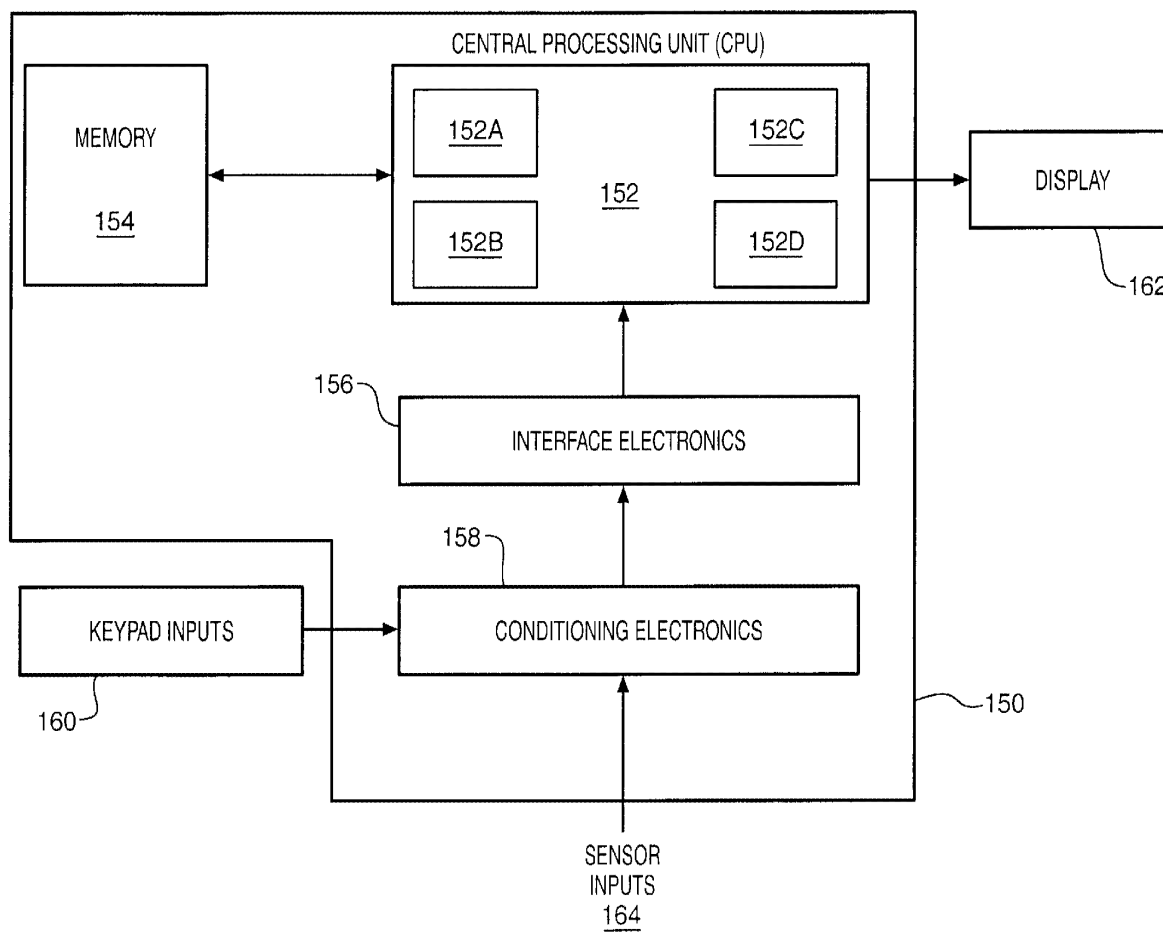 CENTRAL PROCESSING UNIT (CPU)
MEMORY
154
152A
152C
152
152B
152D
DISPLAY
162
156
INTERFACE ELECTRONICS
158
KEYPAD INPUTS
CONDITIONING ELECTRONICS
160
150
SENSOR
INPUTS
164